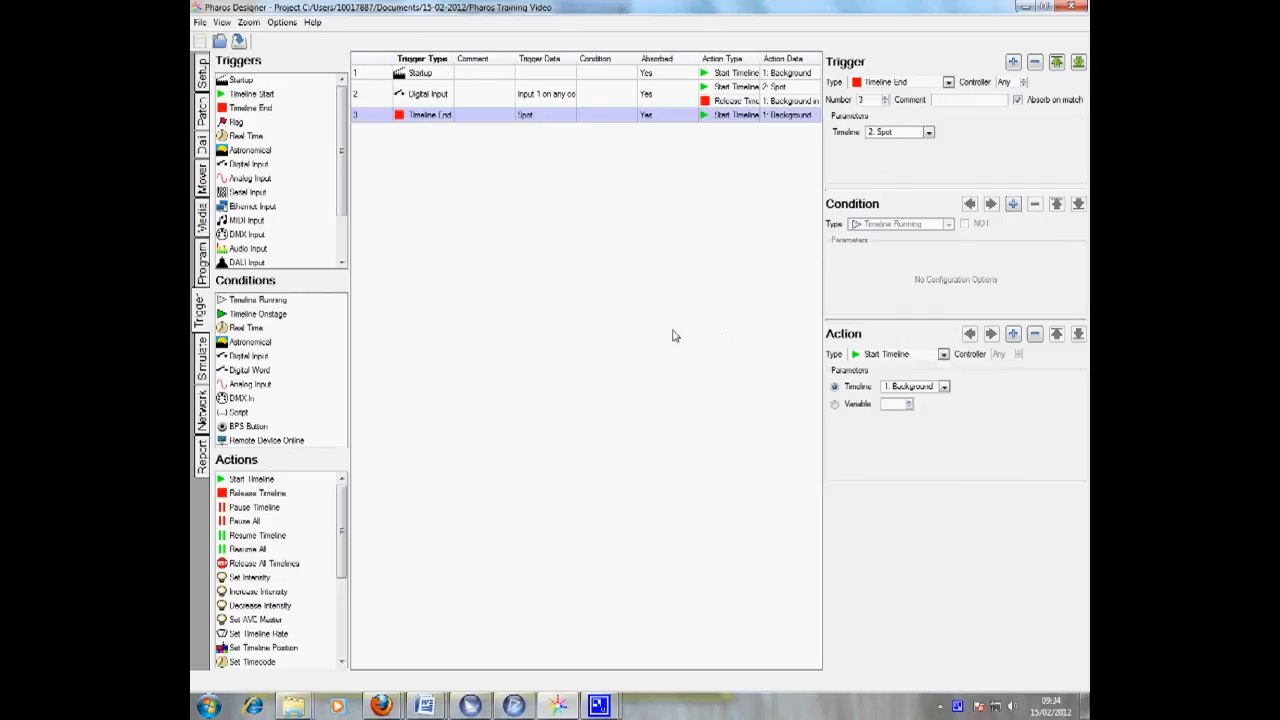 Pharos Designer - Project C:/Users/10017887/Documents/15-02-2012/Pharos Training Video
File View Zoom Options Help
Setup
Patch
Dali
Mover
Media
Program
Trigger
Simulate
Network
Report
Triggers
Startup
Timeline Start
Timeline End
Flag
Real Time
Astronomical
Digital Input
Analog Input
Serial Input
Ethernet Input
MIDI Input
DMX Input
Audio Input
DALI Input
Conditions
Timeline Running
Timeline Onstage
Real Time
Astronomical
Digital Input
Digital Word
Analog Input
DMX In
Script
BPS Button
Remote Device Online
Actions
Start Timeline
Release Timeline
Pause Timeline
Pause All
Resume Timeline
Resume All
Release All Timelines
Set Intensity
Increase Intensity
Decrease Intensity
Set AVC Master
Set Timeline Rate
Set Timeline Position
Set Timecode
Trigger Type Comment Trigger Data Condition Absorbed Action Type Action Data
1 Startup Yes Start Timeline 1: Background
Start Timeline 2: Spot
2 Digital Input Input 1 on any co Yes
Release Timc 1: Background in
3 Timeline End Spot Yes Start Timeline 1: Background
Trigger
Type Timeline End Controller Any
Number 3 Comment Absorb on match
Parameters
Timeline 2: Spot
Condition
Type Timeline Running NOT
Parameters
No Configuration Options
Action
Type Start Timeline Controller Any
Parameters
Timeline 1: Background
Variable
09:34
15/02/2012